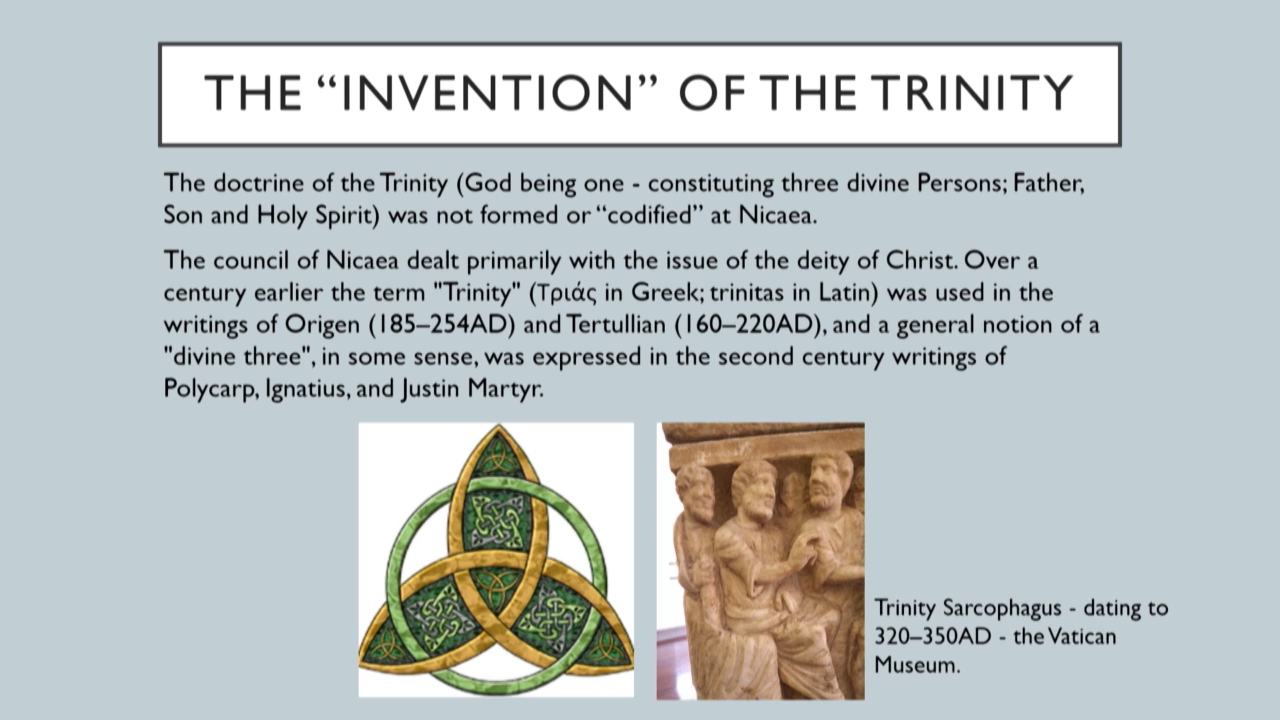 THE “INVENTION” OF THE TRINITY
The doctrine of the Trinity (God being one - constituting three divine Persons; Father,
Son and Holy Spirit) was not formed or “codified” at Nicaea.
The council of Nicaea dealt primarily with the issue of the deity of Christ. Over a
century earlier the term "Trinity" (Τριάς in Greek; trinitas in Latin) was used in the
writings of Origen (185–254AD) and Tertullian (160–220AD), and a general notion of a
"divine three", in some sense, was expressed in the second century writings of
Polycarp, Ignatius, and Justin Martyr.
Trinity Sarcophagus - dating to
320–350AD - the Vatican
Museum.